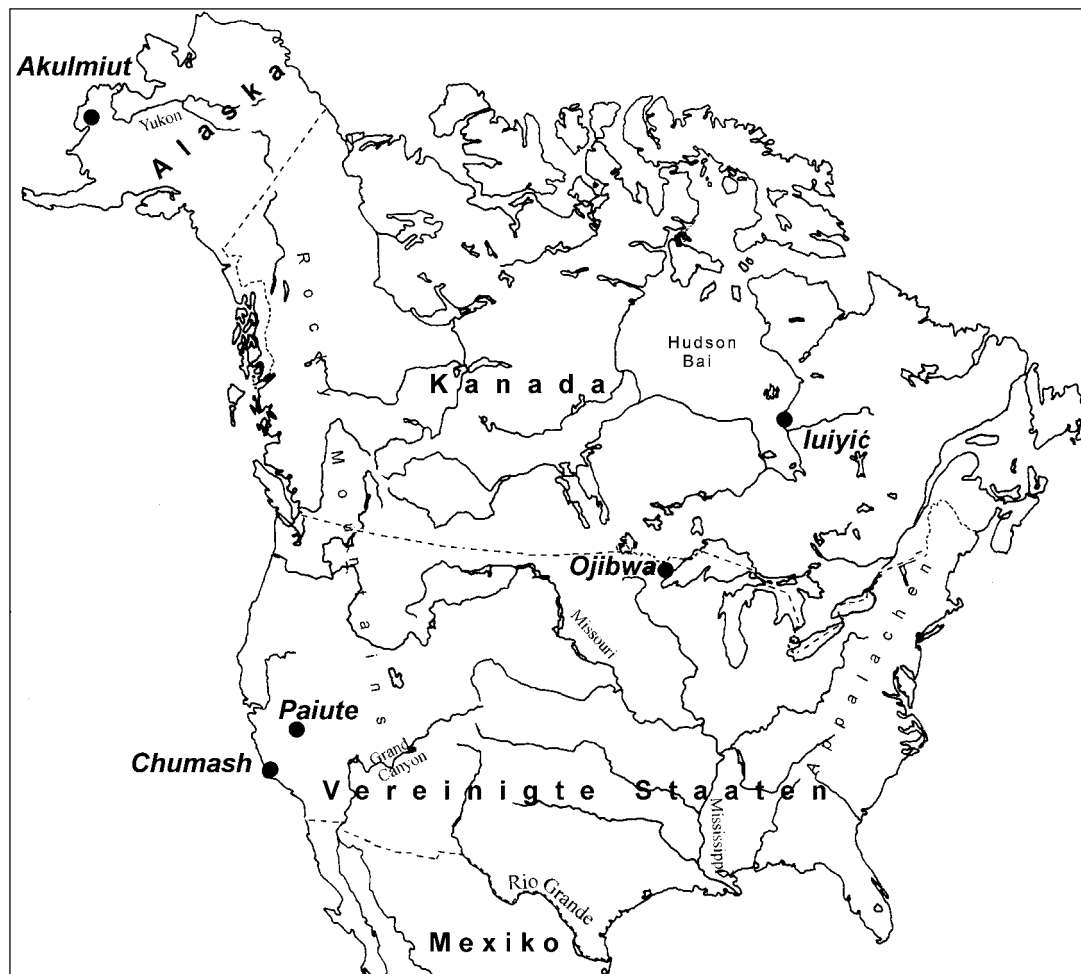 Akulmiut
Alaska
Yukon
Rocky Mountains
Hudson
Bai
Kanada
Iuiyić
Ojibwa
Missouri
Appalachen
Paiute
Grand
Canyon
Chumash
Vereinigte Staaten
Mississippi
Rio Grande
Mexiko